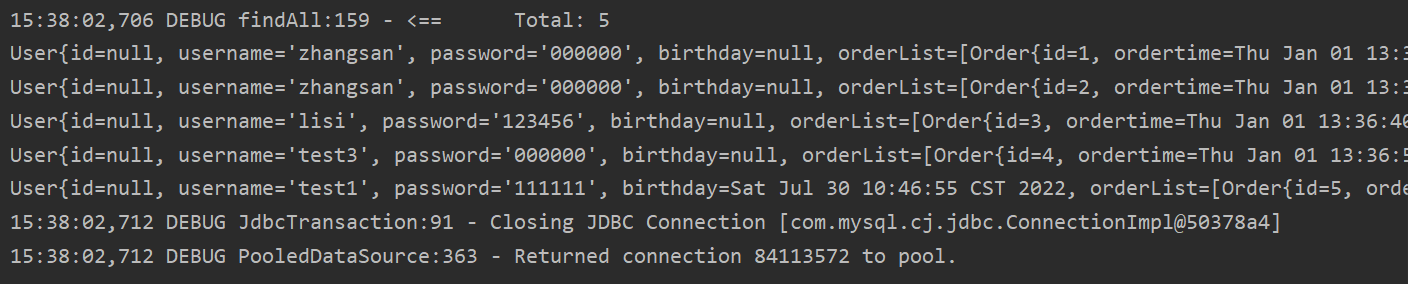 15:38:02,706 DEBUG findAll:159 - <==      Total: 5
User{id=null, username='zhangsan', password='000000', birthday=null, orderList=[Order{id=1, ordertime=Thu Jan 01 13:3
User{id=null, username='zhangsan', password='000000', birthday=null, orderList=[Order{id=2, ordertime=Thu Jan 01 13:3
User{id=null, username='lisi', password='123456', birthday=null, orderList=[Order{id=3, ordertime=Thu Jan 01 13:36:40
User{id=null, username='test3', password='000000', birthday=null, orderList=[Order{id=4, ordertime=Thu Jan 01 13:36:5
User{id=null, username='test1', password='111111', birthday=Sat Jul 30 10:46:55 CST 2022, orderList=[Order{id=5, orde
15:38:02,712 DEBUG JdbcTransaction:91 - Closing JDBC Connection [com.mysql.cj.jdbc.ConnectionImpl@50378a4]
15:38:02,712 DEBUG PooledDataSource:363 - Returned connection 84113572 to pool.